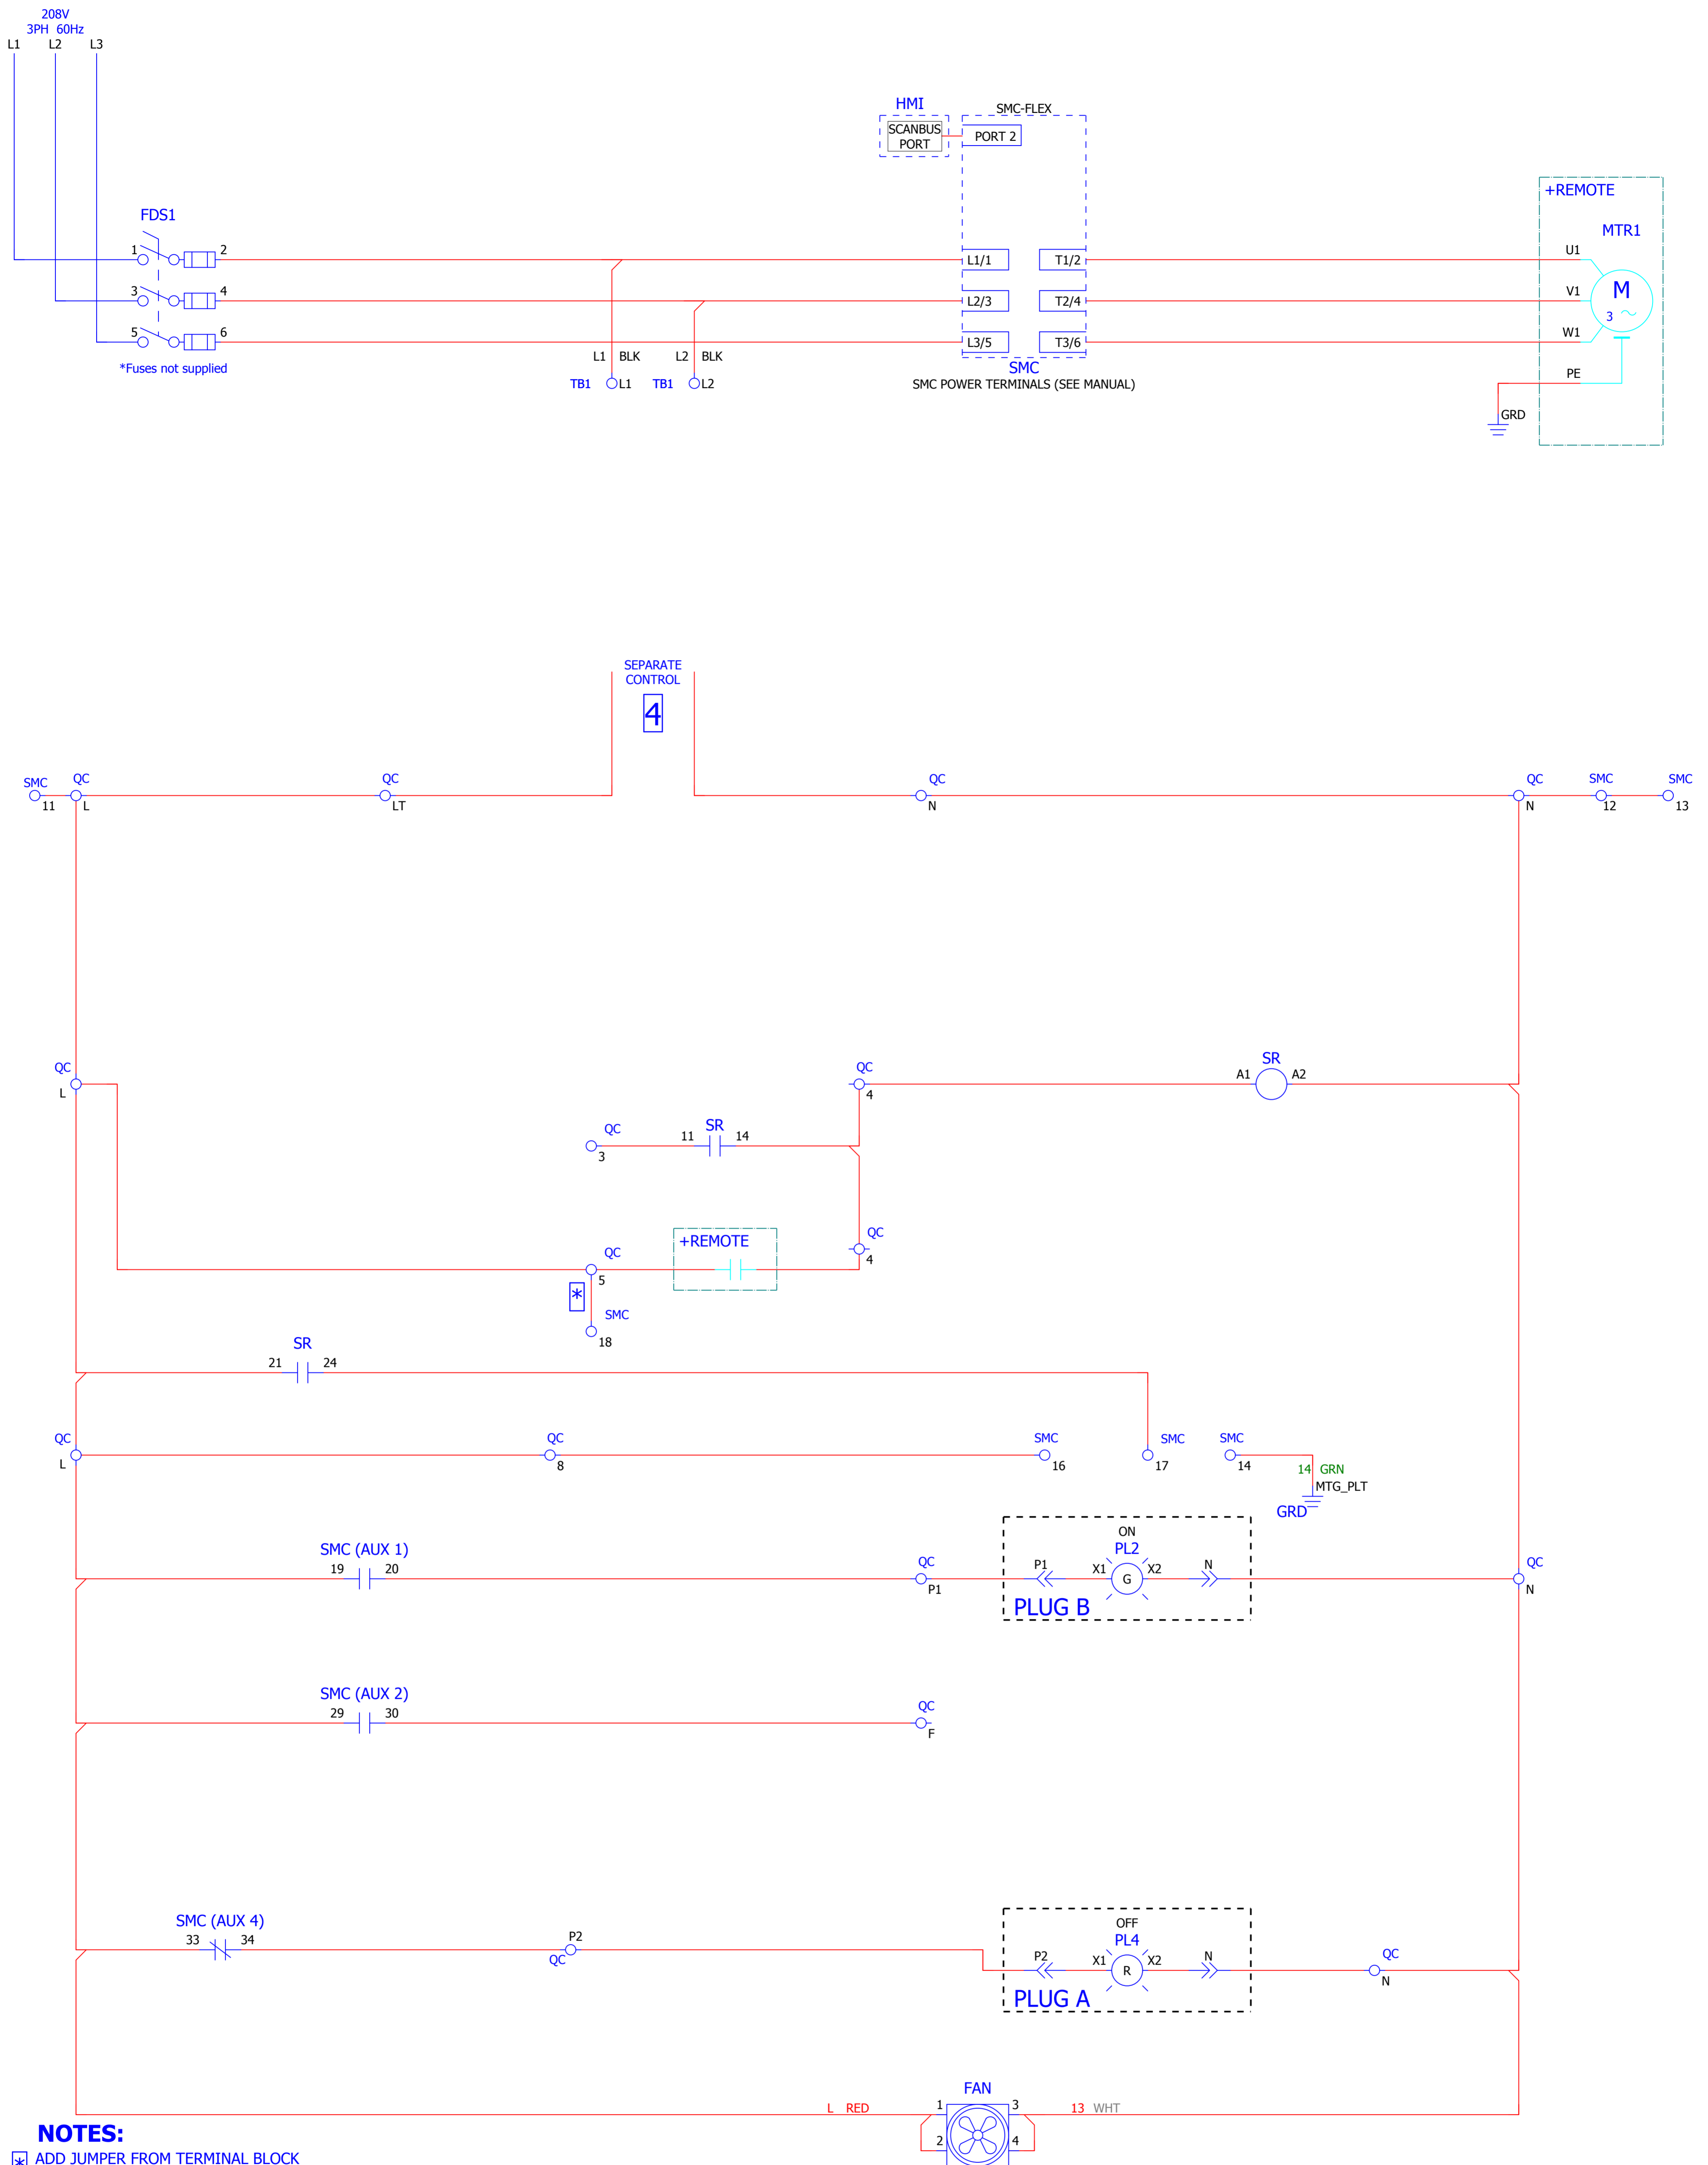 208V
3PH 60Hz
L1 L2 L3
HMI
SCANBUS
PORT
SMC-FLEX
PORT 2
+REMOTE
MTR1
FDS1
1 2
3 4
5 6
*Fuses not supplied
L1/1 T1/2
L2/3 T2/4
L3/5 T3/6
U1
V1
W1
M
3
PE
GRD
L1 BLK L2 BLK
TB1 L1 TB1 L2
SMC
SMC POWER TERMINALS (SEE MANUAL)
SEPARATE
CONTROL
4
SMC QC QC QC QC SMC SMC
11 L LT N N 12 13
QC QC SR
L 4 A1 A2
QC SR
3 11 14
QC +REMOTE QC
5 4
*
SMC
18
SR
21 24
QC QC SMC SMC SMC
L 8 16 17 14
14 GRN
MTG_PLT
GRD
SMC (AUX 1)
19 20
QC
P1
ON
PL2
P1 X1 G X2 N
PLUG B
QC
N
SMC (AUX 2)
29 30
QC
F
SMC (AUX 4)
33 34
P2
QC
OFF
PL4
P2 X1 R X2 N
PLUG A
QC
N
FAN
L RED 1 3 13 WHT
2 4
NOTES:
* ADD JUMPER FROM TERMINAL BLOCK